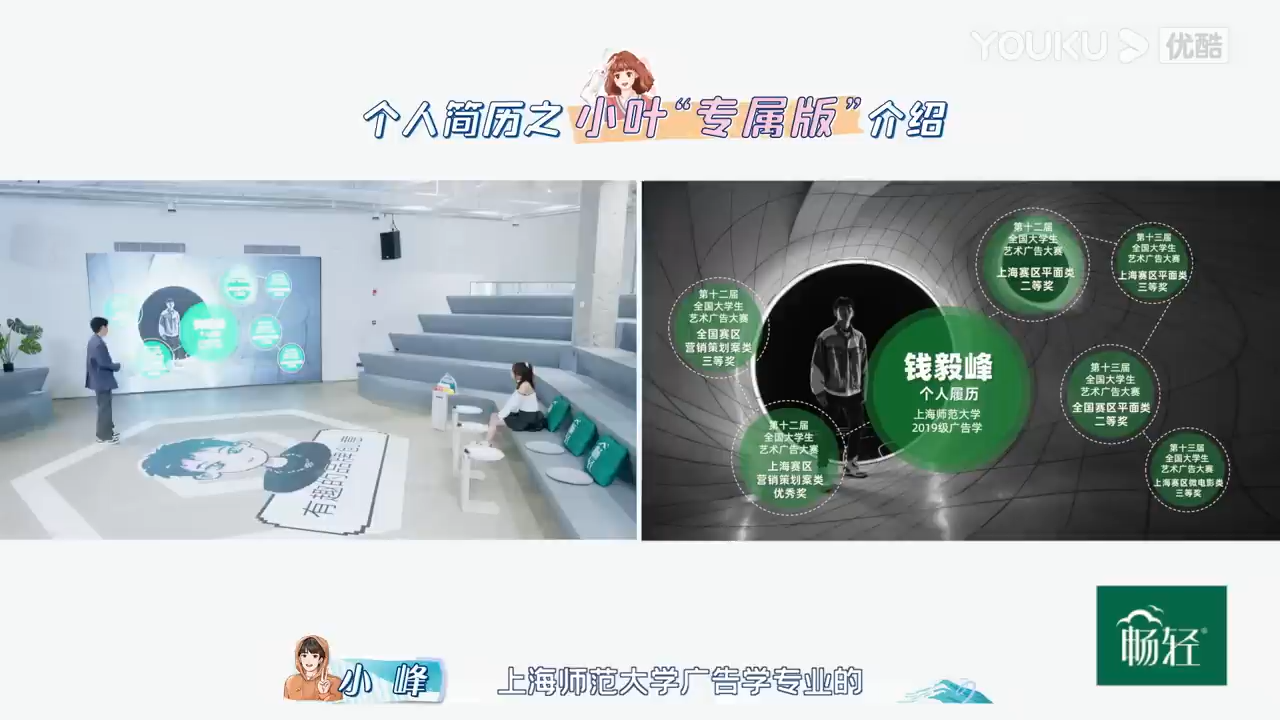 YOUKU 优酷
个人简历之小叶“专属版”介绍
第十二届
全国大学生
艺术广告大赛
全国赛区
营销策划案类
三等奖
第十二届
全国大学生
艺术广告大赛
上海赛区
营销策划案类
优秀奖
钱毅峰
个人履历
上海师范大学
2019级广告学
第十二届
全国大学生
艺术广告大赛
上海赛区平面类
二等奖
第十三届
全国大学生
艺术广告大赛
上海赛区平面类
三等奖
第十三届
全国大学生
艺术广告大赛
全国赛区平面类
二等奖
第十三届
全国大学生
艺术广告大赛
上海赛区微电影类
三等奖
有趣的品牌创意
畅轻
小峰
上海师范大学广告学专业的